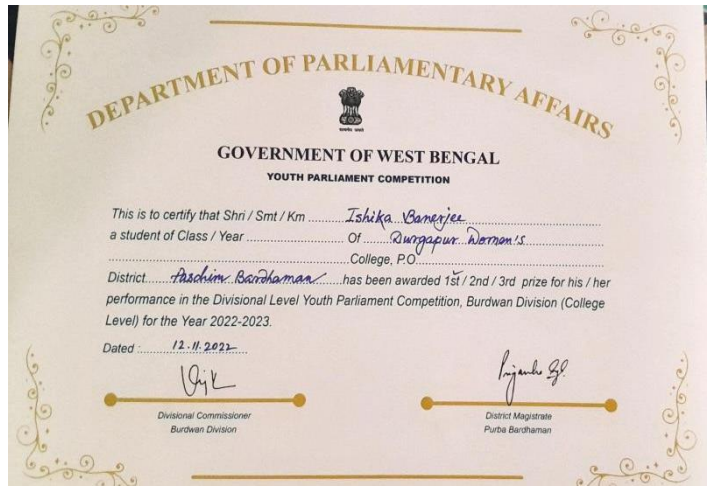 DEPARTMENT OF PARLIAMENTARY AFFAIRS
GOVERNMENT OF WEST BENGAL
YOUTH PARLIAMENT COMPETITION
This is to certify that Shri / Smt / Km ........ Ishika Banerjee ........
a student of Class / Year ........ Of ........ Durgapur Women's ........
........ College, P.O ........
District ........ Paschim Bardhaman ........ has been awarded 1st / 2nd / 3rd prize for his / her
performance in the Divisional Level Youth Parliament Competition, Burdwan Division (College
Level) for the Year 2022-2023.
Dated : ........ 12.11.2022 ........
Divisional Commissioner
Burdwan Division
District Magistrate
Purba Bardhaman